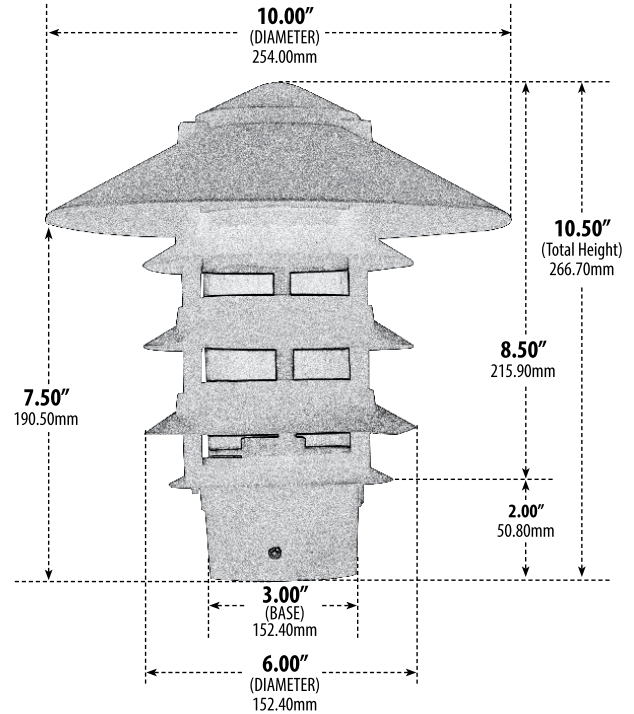 10.00”
(DIAMETER)
254.00mm
10.50”
(Total Height)
266.70mm
8.50”
215.90mm
7.50”
190.50mm
2.00”
50.80mm
3.00”
(BASE)
152.40mm
6.00”
(DIAMETER)
152.40mm